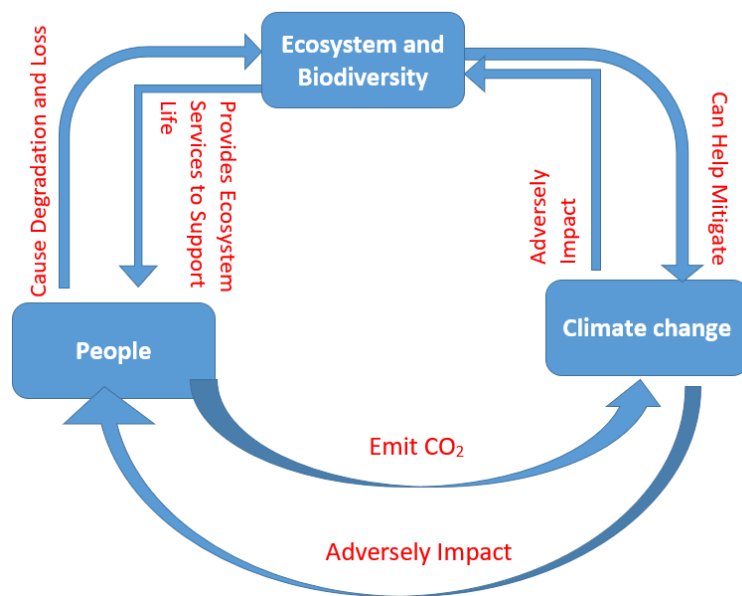 Ecosystem and
Biodiversity
Cause Degradation and Loss
Provides Ecosystem
Services to Support
Life
Adversely
Impact
Can Help Mitigate
People
Climate change
Emit CO₂
Adversely Impact